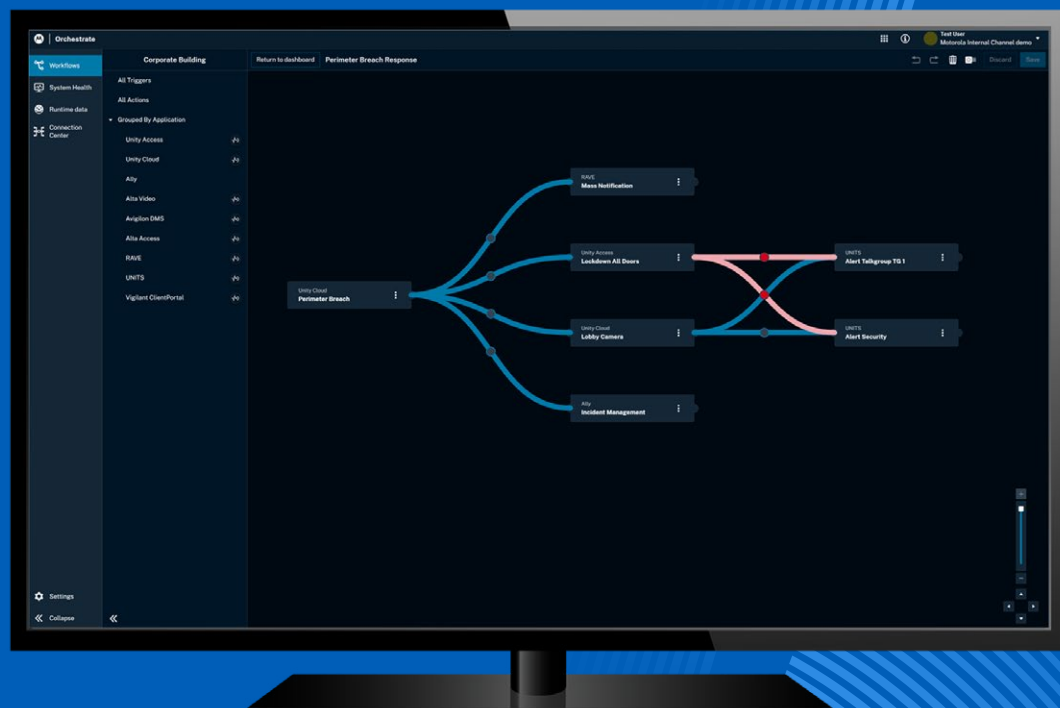 Orchestrate
Test User
Motorola Internal Channel demo
Workflows
System Health
Runtime data
Connection
Center
Corporate Building
All Triggers
All Actions
Grouped By Application
Unity Access
Unity Cloud
Ally
Alta Video
Avigilon DMS
Alta Access
RAVE
UNITS
Vigilant ClientPortal
Return to dashboard
Perimeter Breach Response
Discard
Save
Unity Cloud
Perimeter Breach
RAVE
Mass Notification
Unity Access
Lockdown All Doors
Unity Cloud
Lobby Camera
Ally
Incident Management
UNITS
Alert Talkgroup TG 1
UNITS
Alert Security
Settings
Collapse